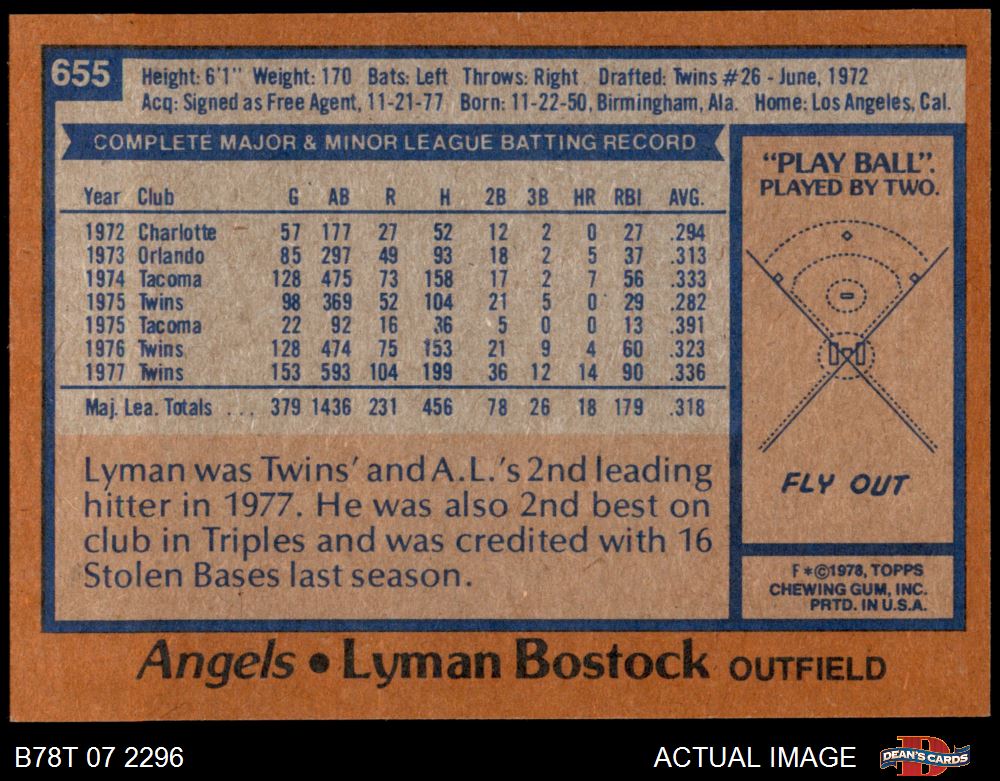 655
Height: 6'1" Weight: 170 Bats: Left Throws: Right Drafted: Twins #26 - June, 1972
Acq: Signed as Free Agent, 11-21-77 Born: 11-22-50, Birmingham, Ala. Home: Los Angeles, Cal.
COMPLETE MAJOR & MINOR LEAGUE BATTING RECORD
Year Club G AB R H 2B 3B HR RBI AVG.
1972 Charlotte 57 177 27 52 12 2 0 27 .294
1973 Orlando 85 297 49 93 18 2 5 37 .313
1974 Tacoma 128 475 73 158 17 2 7 56 .333
1975 Twins 98 369 52 104 21 5 0 29 .282
1975 Tacoma 22 92 16 36 5 0 0 13 .391
1976 Twins 128 474 75 153 21 9 4 60 .323
1977 Twins 153 593 104 199 36 12 14 90 .336
Maj. Lea. Totals ... 379 1436 231 456 78 26 18 179 .318
Lyman was Twins' and A.L.'s 2nd leading
hitter in 1977. He was also 2nd best on
club in Triples and was credited with 16
Stolen Bases last season.
"PLAY BALL".
PLAYED BY TWO.
FLY OUT
F*©1978, TOPPS
CHEWING GUM, INC.
PRTD. IN U.S.A.
Angels • Lyman Bostock OUTFIELD
B78T 07 2296
ACTUAL IMAGE
DEAN'S CARDS